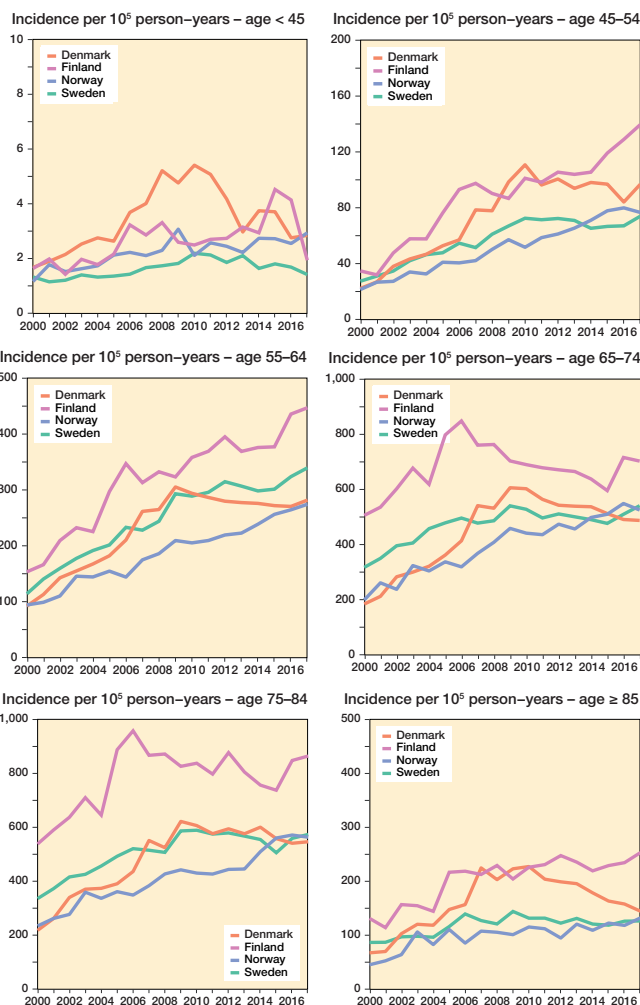 Incidence per 10⁵ person–years – age < 45
10
8
6
4
2
0
Denmark
Finland
Norway
Sweden
2000 2002 2004 2006 2008 2010 2012 2014 2016
Incidence per 10⁵ person–years – age 45–54
200
160
120
80
40
0
Denmark
Finland
Norway
Sweden
2000 2002 2004 2006 2008 2010 2012 2014 2016
Incidence per 10⁵ person–years – age 55–64
500
400
300
200
100
0
Denmark
Finland
Norway
Sweden
2000 2002 2004 2006 2008 2010 2012 2014 2016
Incidence per 10⁵ person–years – age 65–74
1,000
800
600
400
200
0
Denmark
Finland
Norway
Sweden
2000 2002 2004 2006 2008 2010 2012 2014 2016
Incidence per 10⁵ person–years – age 75–84
1,000
800
600
400
200
0
Denmark
Finland
Norway
Sweden
2000 2002 2004 2006 2008 2010 2012 2014 2016
Incidence per 10⁵ person–years – age ≥ 85
500
400
300
200
100
0
Denmark
Finland
Norway
Sweden
2000 2002 2004 2006 2008 2010 2012 2014 2016